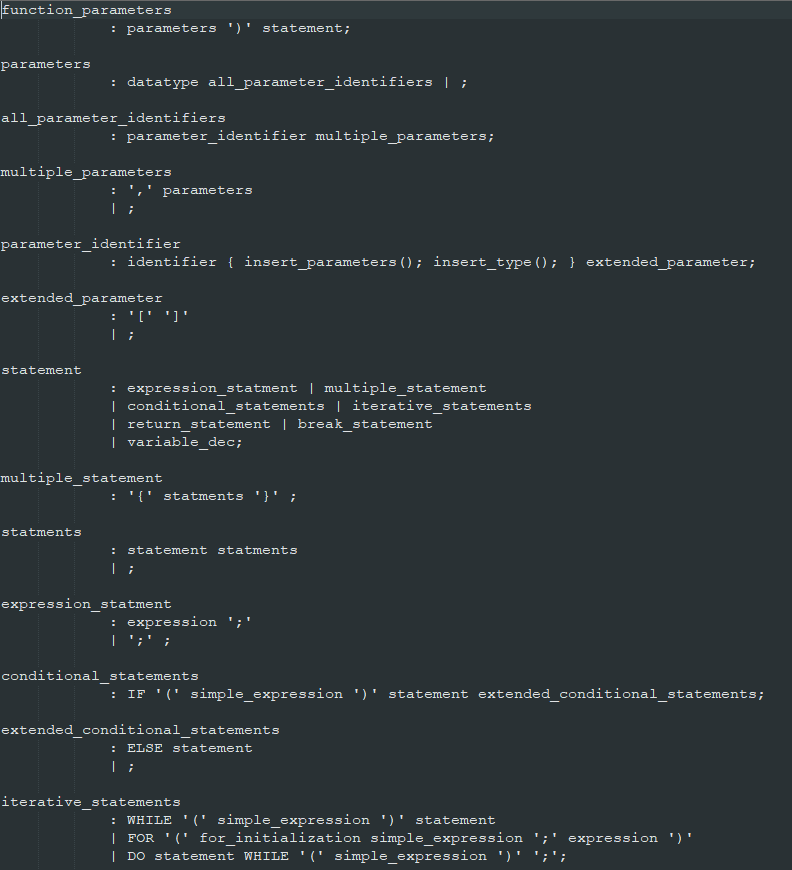 function_parameters
: parameters ')' statement;
parameters
: datatype all_parameter_identifiers | ;
all_parameter_identifiers
: parameter_identifier multiple_parameters;
multiple_parameters
: ',' parameters
| ;
parameter_identifier
: identifier { insert_parameters(); insert_type(); } extended_parameter;
extended_parameter
: '[' ']'
| ;
statement
: expression_statment | multiple_statement
| conditional_statements | iterative_statements
| return_statement | break_statement
| variable_dec;
multiple_statement
: '{' statments '}' ;
statments
: statement statments
| ;
expression_statment
: expression ';'
| ';' ;
conditional_statements
: IF '(' simple_expression ')' statement extended_conditional_statements;
extended_conditional_statements
: ELSE statement
| ;
iterative_statements
: WHILE '(' simple_expression ')' statement
| FOR '(' for_initialization simple_expression ';' expression ')'
| DO statement WHILE '(' simple_expression ')' ';';